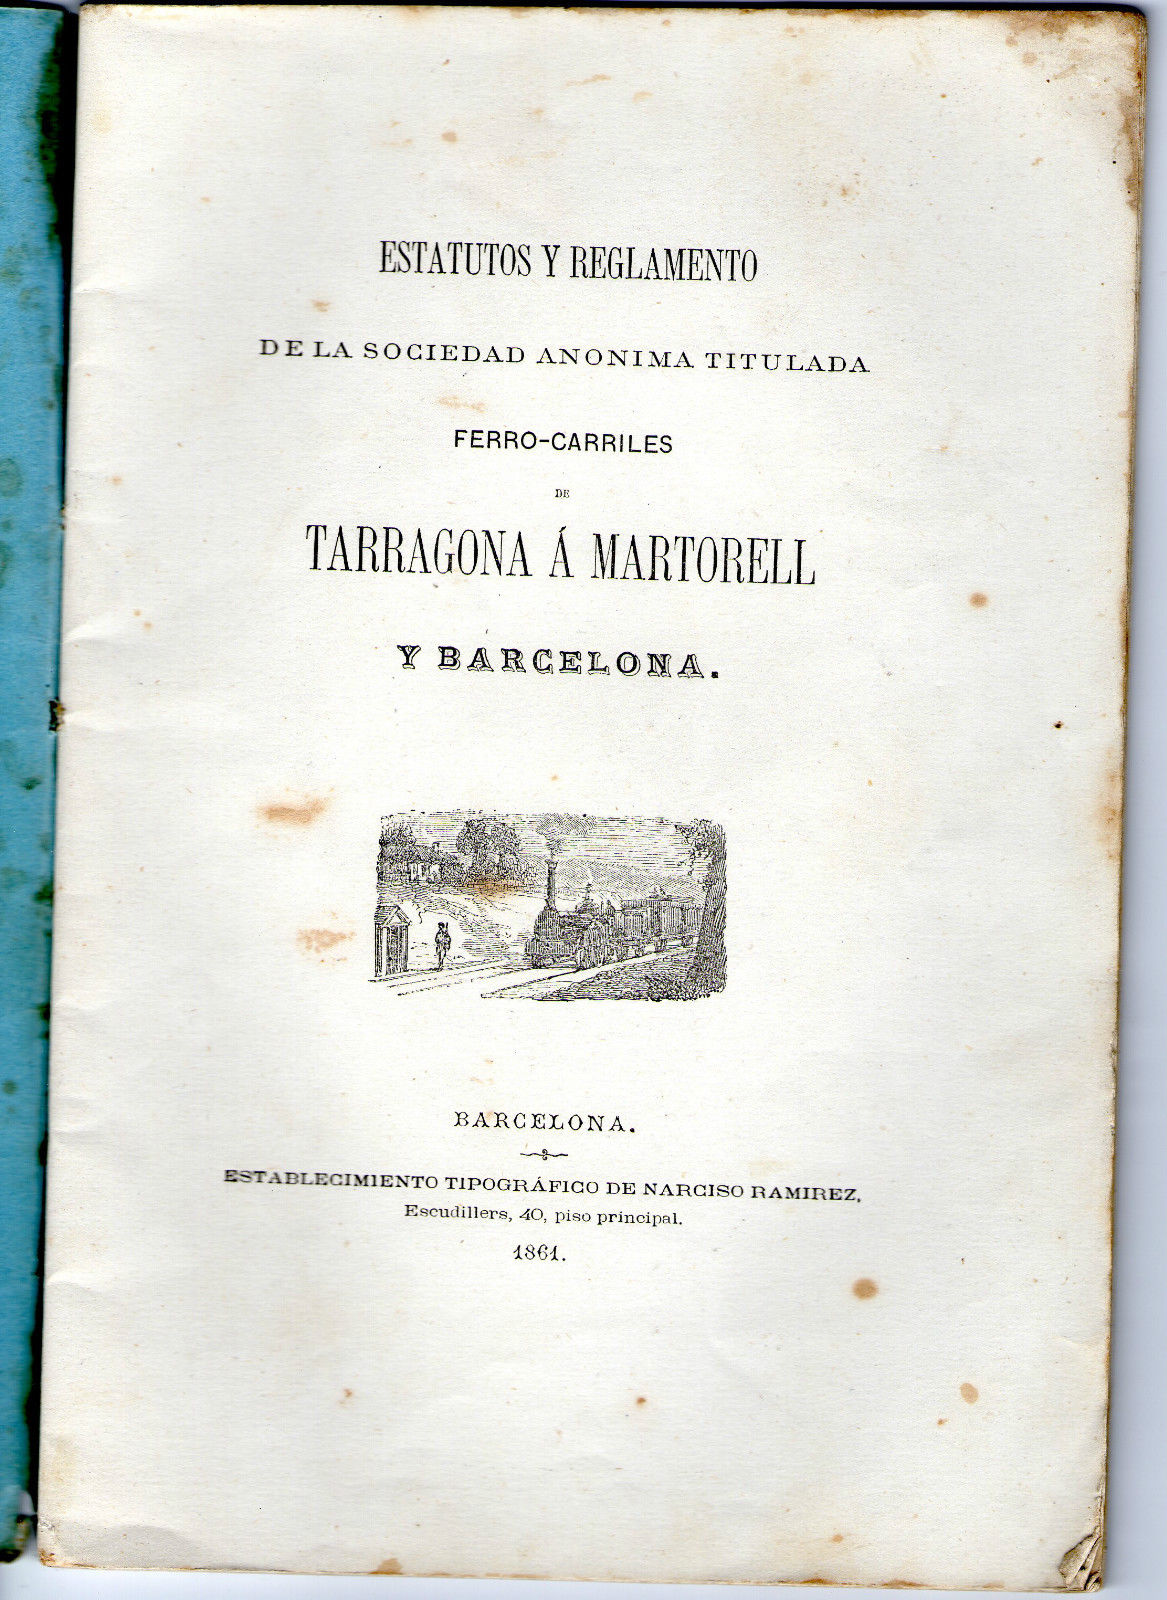 ESTATUTOS Y REGLAMENTO
DE LA SOCIEDAD ANONIMA TITULADA
FERRO-CARRILES
DE
TARRAGONA Á MARTORELL
Y BARCELONA.
BARCELONA.
ESTABLECIMIENTO TIPOGRÁFICO DE NARCISO RAMIREZ,
Escudillers, 40, piso principal.
1861.